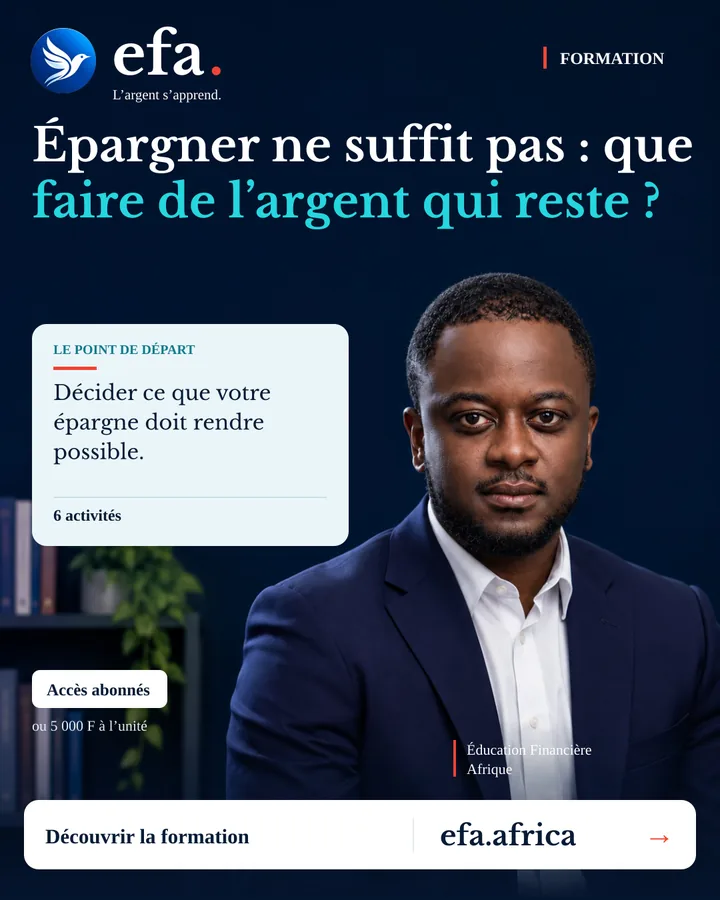 efa.
L’argent s’apprend.
FORMATION
Épargner ne suffit pas : que
faire de l’argent qui reste ?
LE POINT DE DÉPART
Décider ce que votre
épargne doit rendre
possible.
6 activités
Accès abonnés
ou 5 000 F à l’unité
Éducation Financière
Afrique
Découvrir la formation
efa.africa →